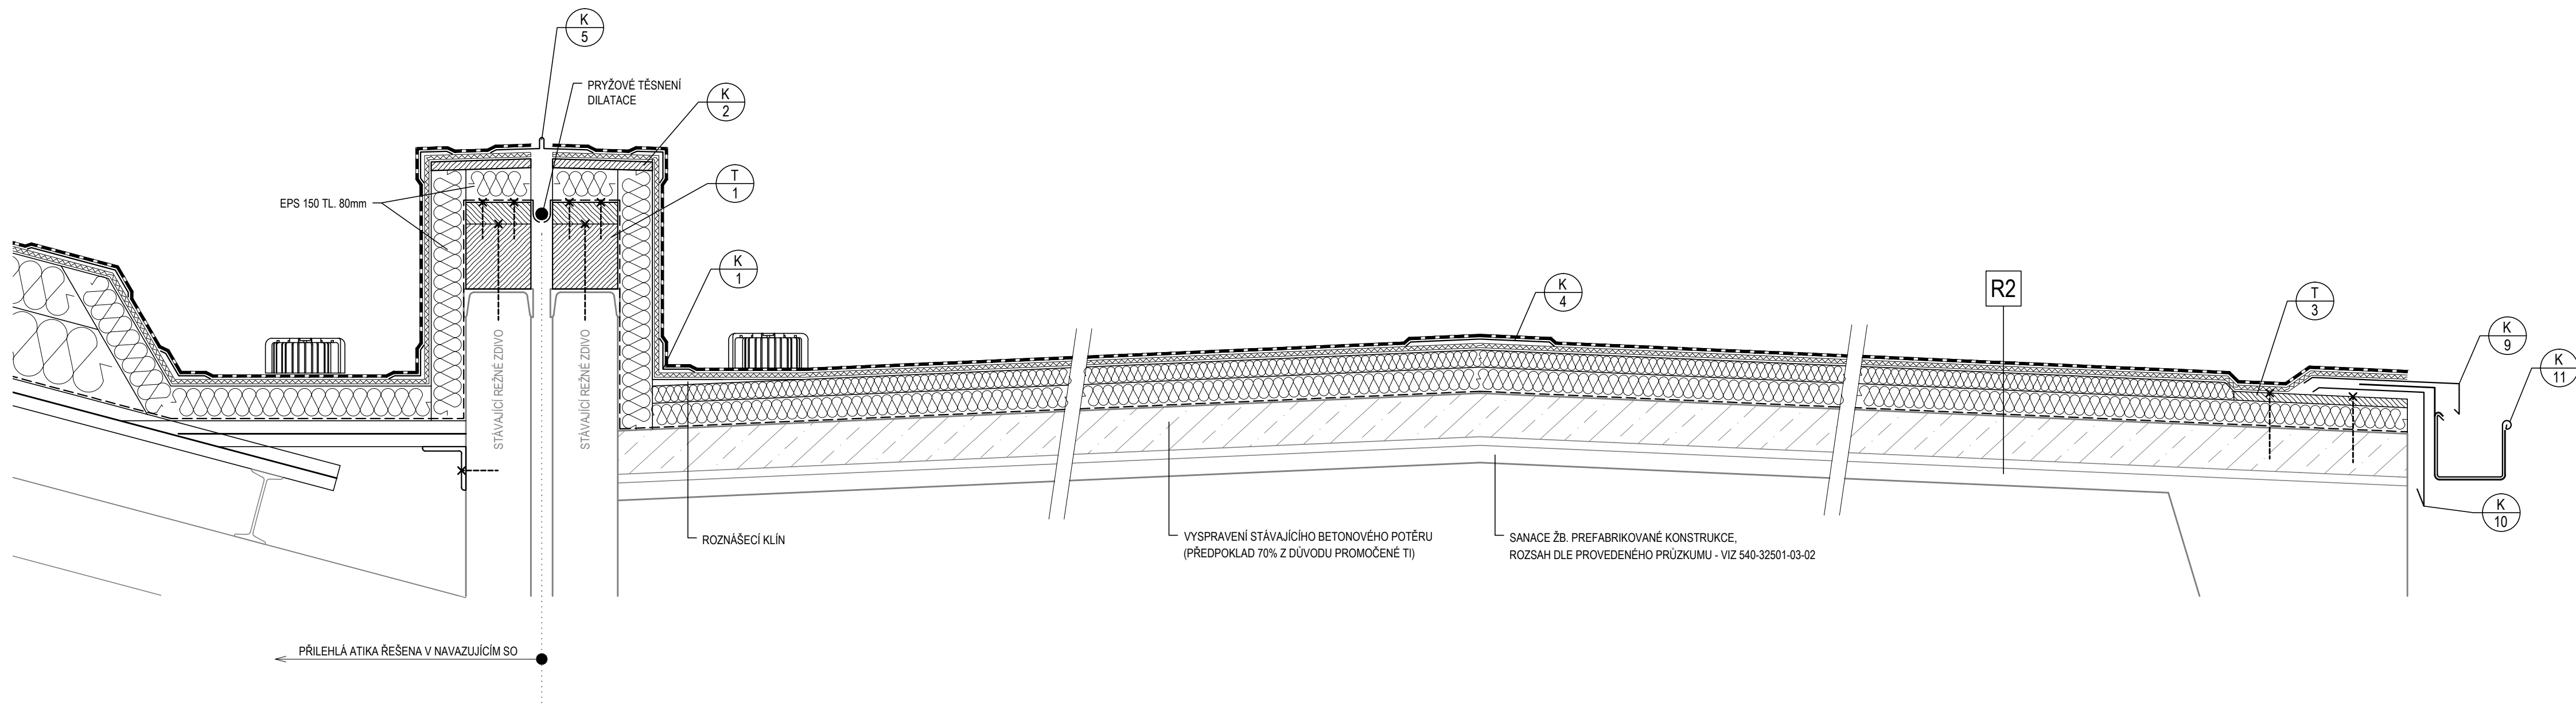 K
5
PRYŽOVÉ TĚSNENÍ
DILATACE
K
2
T
1
EPS 150 TL. 80mm
K
1
K
4
R2
T
3
K
9
K
11
K
10
STÁVAJÍCÍ REŽNÉ ZDIVO
STÁVAJÍCÍ REŽNÉ ZDIVO
ROZNÁŠECÍ KLÍN
VYSPRAVENÍ STÁVAJÍCÍHO BETONOVÉHO POTĚRU
(PŘEDPOKLAD 70% Z DŮVODU PROMOČENÉ TI)
SANACE ŽB. PREFABRIKOVANÉ KONSTRUKCE,
ROZSAH DLE PROVEDENÉHO PRŮZKUMU - VIZ 540-32501-03-02
PŘILEHLÁ ATIKA ŘEŠENA V NAVAZUJÍCÍM SO